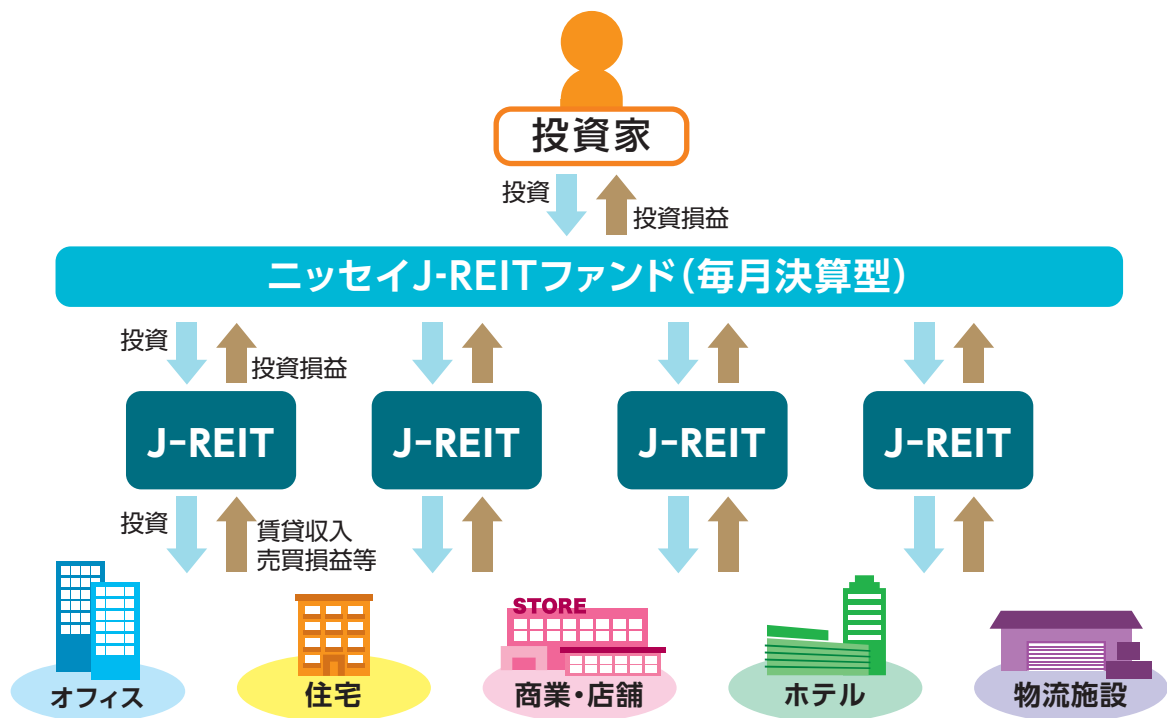 投資家
投資
投資損益
ニッセイJ-REITファンド(毎月決算型)
投資
投資損益
J-REIT
J-REIT
J-REIT
J-REIT
投資
賃貸収入
売買損益等
STORE
オフィス
住宅
商業・店舗
ホテル
物流施設